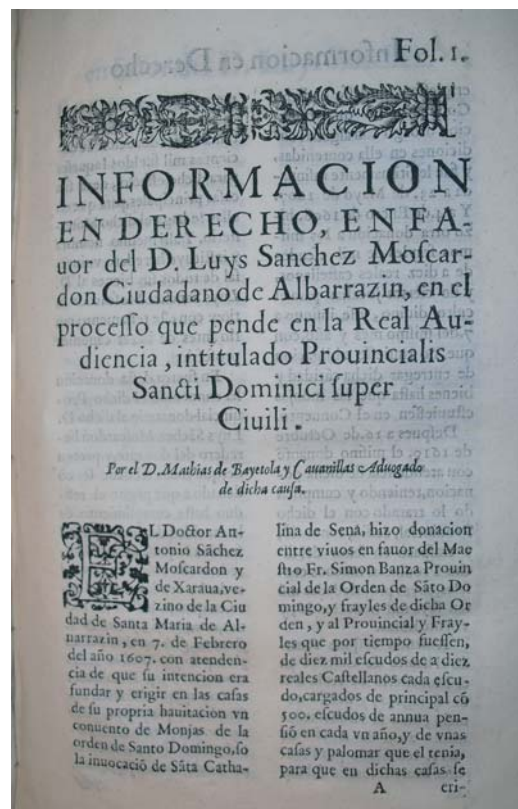 Fol. 1.
INFORMACION
EN DERECHO, EN FA-
uor del D. Luys Sanchez Moſcar-
don Ciudadano de Albarrazin, en el
proceſſo que pende en la Real Au-
diencia, intitulado Prouincialis
Sancti Dominici ſuper
Ciuili.
Por el D. Mathias de Bayetola y Cauanillas Aduogado
de dicha cauſa.
EL Doctor An-
tonio Sãchez
Moſcardon y
de Xaraua, ve-
zino de la Ciu
dad de Santa Maria de Al-
uarrazin, en 7. de Febrero
del año 1607. con atenden-
cia de que ſu intencion era
fundar y erigir en las caſas
de ſu propria hauitacion vn
conuento de Monjas de la
orden de Santo Domingo, ſo
la inuocaciõ de Sãta Catha-
lina de Sena, hizo donacion
entre viuos en fauor del Mae
ſtro Fr. Simon Banza Prouin
cial de la Orden de Sãto Do
mingo, y frayles de dicha Or
den, y al Prouincial y Fray-
les que por tiempo fueſſen,
de diez mil eſcudos de a diez
reales Caſtellanos cada eſcu-
do, cargados de principal cõ
500. eſcudos de annua pen-
ſiõ en cada vn año, y de vnas
caſas y palomar que el tenia,
para que en dichas caſas ſe
A eri-